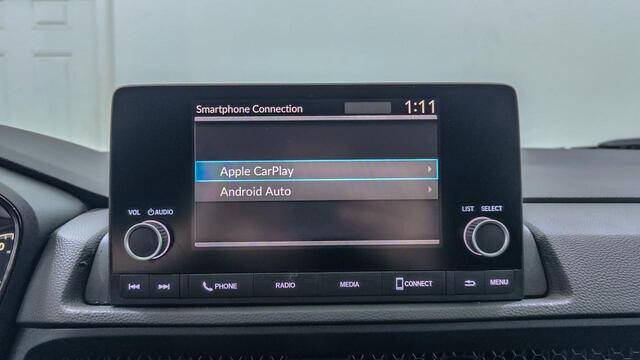 Smartphone Connection 1:11
Apple CarPlay
Android Auto
VOL AUDIO
LIST SELECT
PHONE RADIO MEDIA CONNECT MENU